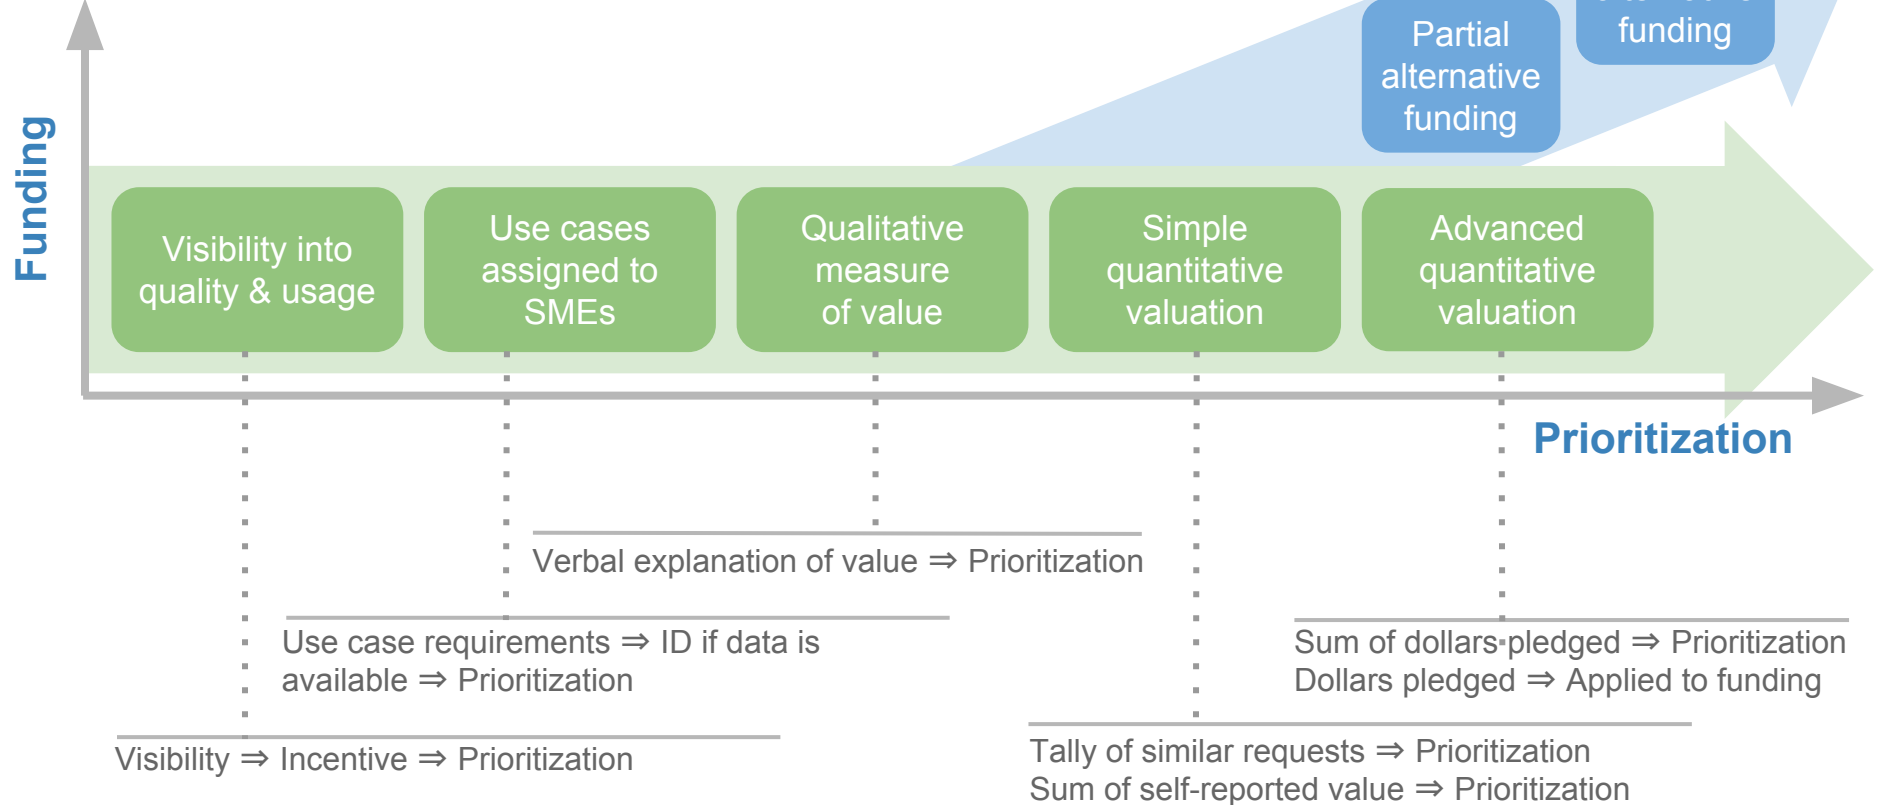 funding
Partial
alternative
funding
Funding
Visibility into
quality & usage
Use cases
assigned to
SMEs
Qualitative
measure
of value
Simple
quantitative
valuation
Advanced
quantitative
valuation
Prioritization
Verbal explanation of value ⇒ Prioritization
Use case requirements ⇒ ID if data is
available ⇒ Prioritization
Sum of dollars pledged ⇒ Prioritization
Dollars pledged ⇒ Applied to funding
Visibility ⇒ Incentive ⇒ Prioritization
Tally of similar requests ⇒ Prioritization
Sum of self-reported value ⇒ Prioritization